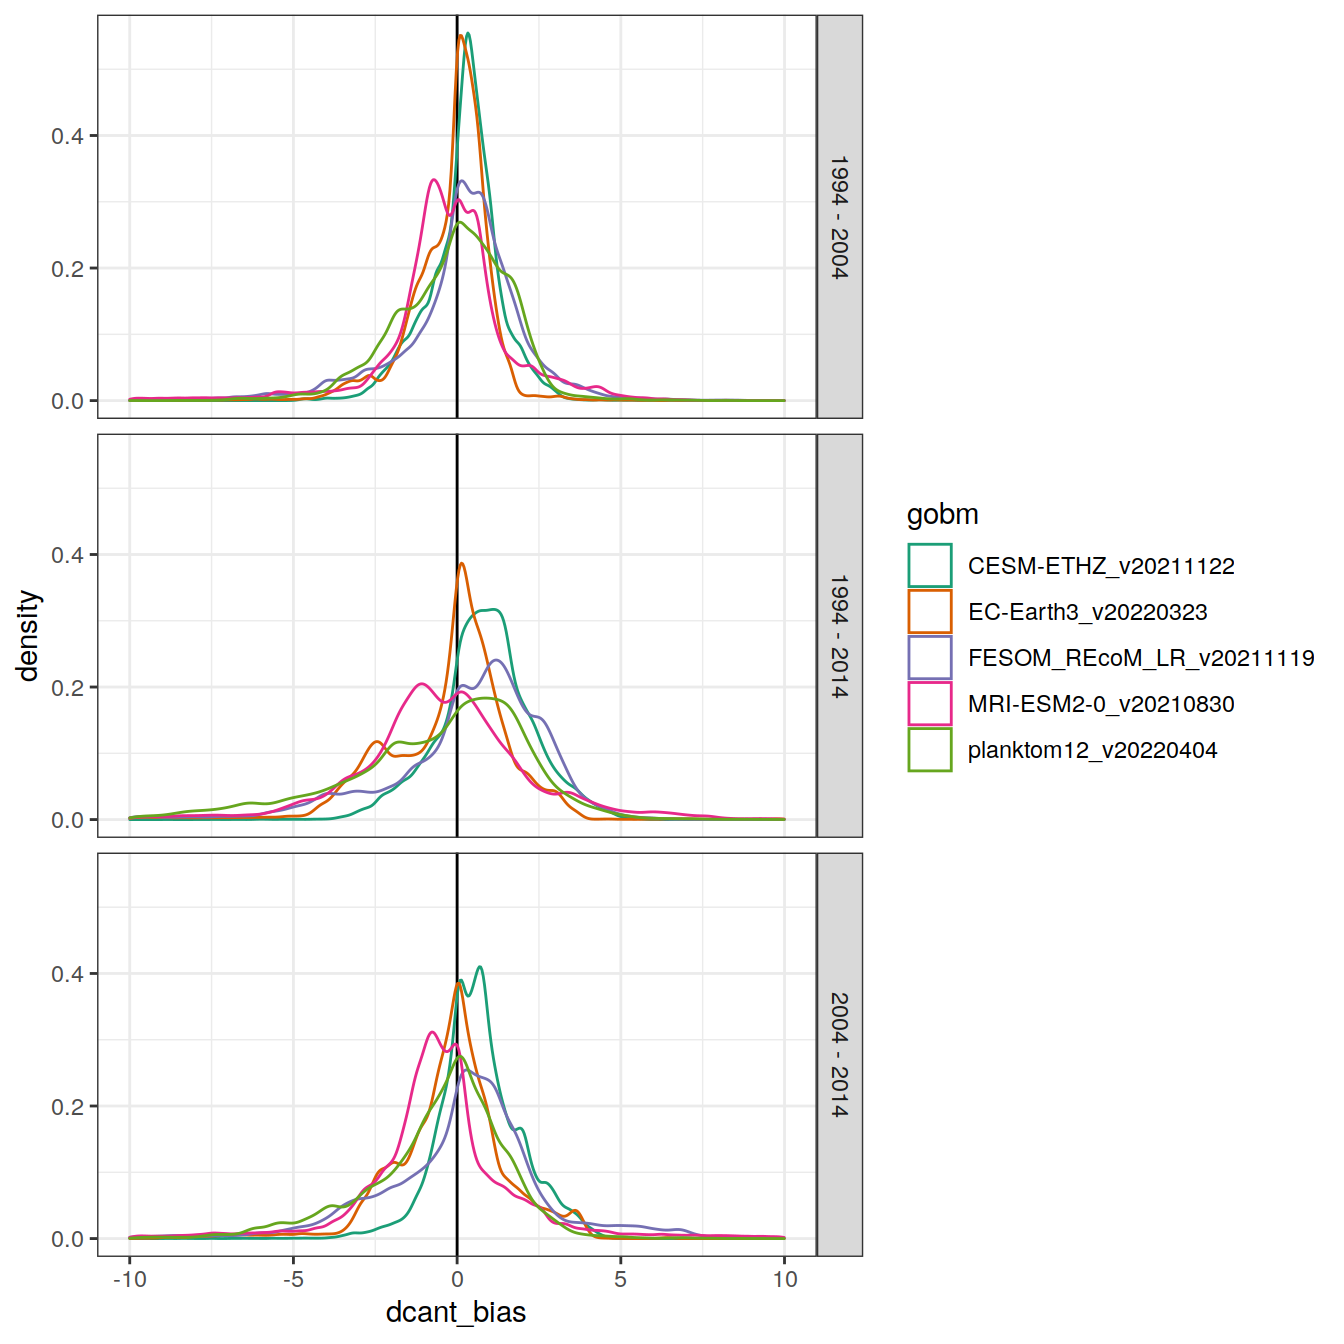 0.4
0.2
0.0
1994 - 2004
0.4
0.2
0.0
1994 - 2014
0.4
0.2
0.0
2004 - 2014
-10
-5
0
5
10
dcant_bias
density
gobm
CESM-ETHZ_v20211122
EC-Earth3_v20220323
FESOM_REcoM_LR_v20211119
MRI-ESM2-0_v20210830
planktom12_v20220404